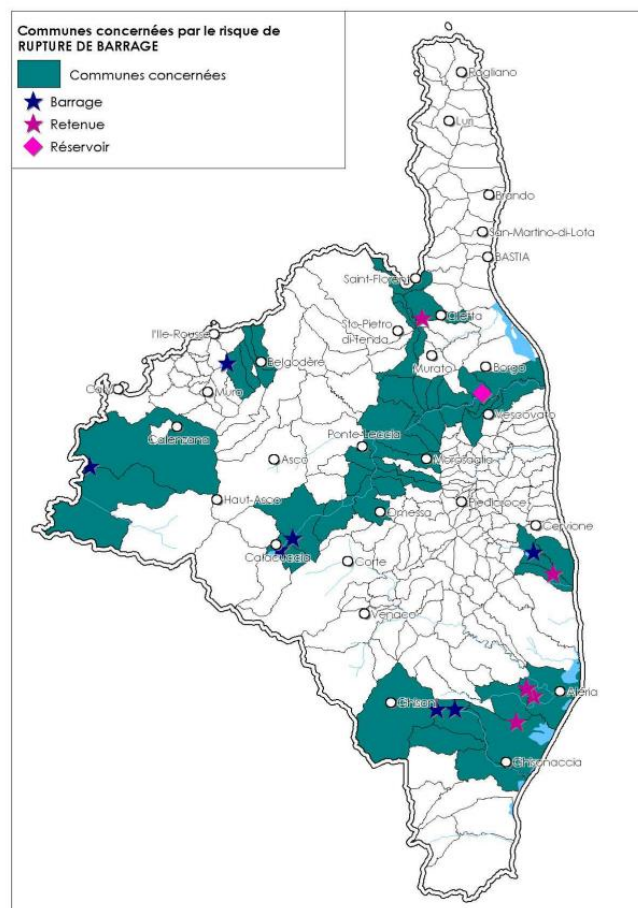 Communes concernées par le risque de
RUPTURE DE BARRAGE
Communes concernées
Barrage
Retenue
Réservoir
Rogliano
Luri
Brando
San-Martino-di-Lota
BASTIA
Saint-Florent
Oletta
Sto-Pietro
di-Tenda
l'Ile-Rousse
Belgodère
Murato
Borgo
Calvi
Muro
Vescovato
Calenzana
Ponte-Leccia
Asco
Morosaglia
Haut-Asco
Omessa
Piedicroce
Cervione
Calacuccia
Corte
Venaco
Aléria
Ghisoni
Ghisonaccia